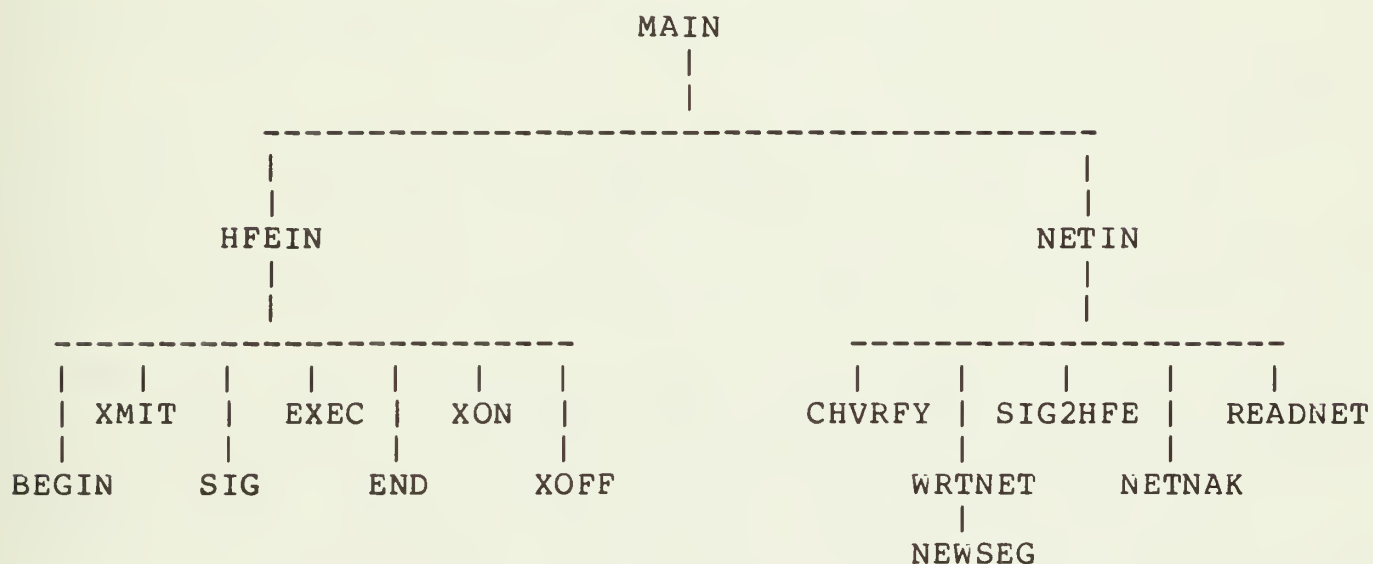 MAIN
HFEIN NETIN
XMIT EXEC XON CHVRFY SIG2HFE READNET
BEGIN SIG END XOFF WRTNET NETNAK
NEWSEG